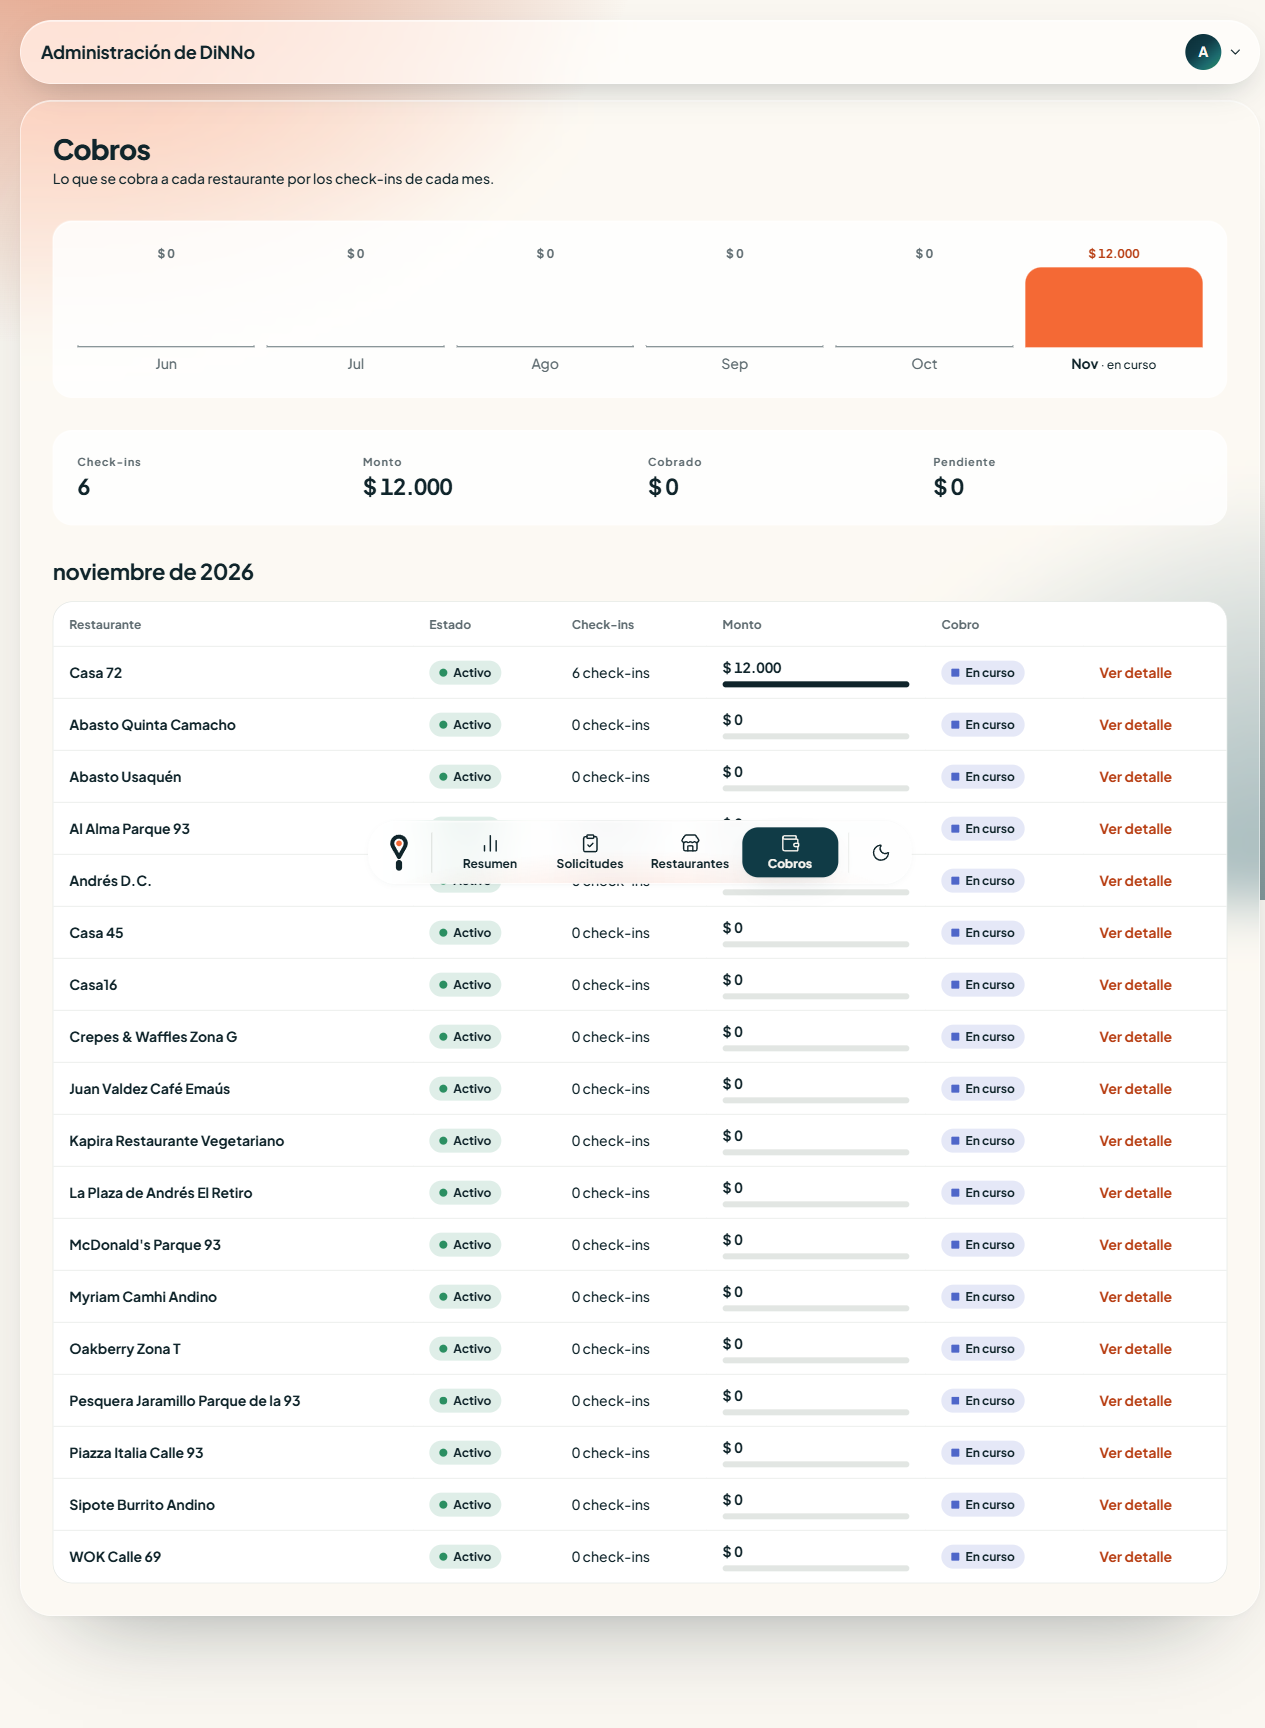 Administración de DiNNo
A
Cobros
Lo que se cobra a cada restaurante por los check-ins de cada mes.
$ 0 $ 0 $ 0 $ 0 $ 0 $ 12.000
Jun Jul Ago Sep Oct Nov · en curso
Check-ins Monto Cobrado Pendiente
6 $ 12.000 $ 0 $ 0
noviembre de 2026
Restaurante Estado Check-ins Monto Cobro
Casa 72 Activo 6 check-ins $ 12.000 En curso Ver detalle
Abasto Quinta Camacho Activo 0 check-ins $ 0 En curso Ver detalle
Abasto Usaquén Activo 0 check-ins $ 0 En curso Ver detalle
Al Alma Parque 93 En curso Ver detalle
Resumen Solicitudes Restaurantes Cobros
Andrés D.C. En curso Ver detalle
Casa 45 Activo 0 check-ins $ 0 En curso Ver detalle
Casa16 Activo 0 check-ins $ 0 En curso Ver detalle
Crepes & Waffles Zona G Activo 0 check-ins $ 0 En curso Ver detalle
Juan Valdez Café Emaús Activo 0 check-ins $ 0 En curso Ver detalle
Kapira Restaurante Vegetariano Activo 0 check-ins $ 0 En curso Ver detalle
La Plaza de Andrés El Retiro Activo 0 check-ins $ 0 En curso Ver detalle
McDonald's Parque 93 Activo 0 check-ins $ 0 En curso Ver detalle
Myriam Camhi Andino Activo 0 check-ins $ 0 En curso Ver detalle
Oakberry Zona T Activo 0 check-ins $ 0 En curso Ver detalle
Pesquera Jaramillo Parque de la 93 Activo 0 check-ins $ 0 En curso Ver detalle
Piazza Italia Calle 93 Activo 0 check-ins $ 0 En curso Ver detalle
Sipote Burrito Andino Activo 0 check-ins $ 0 En curso Ver detalle
WOK Calle 69 Activo 0 check-ins $ 0 En curso Ver detalle